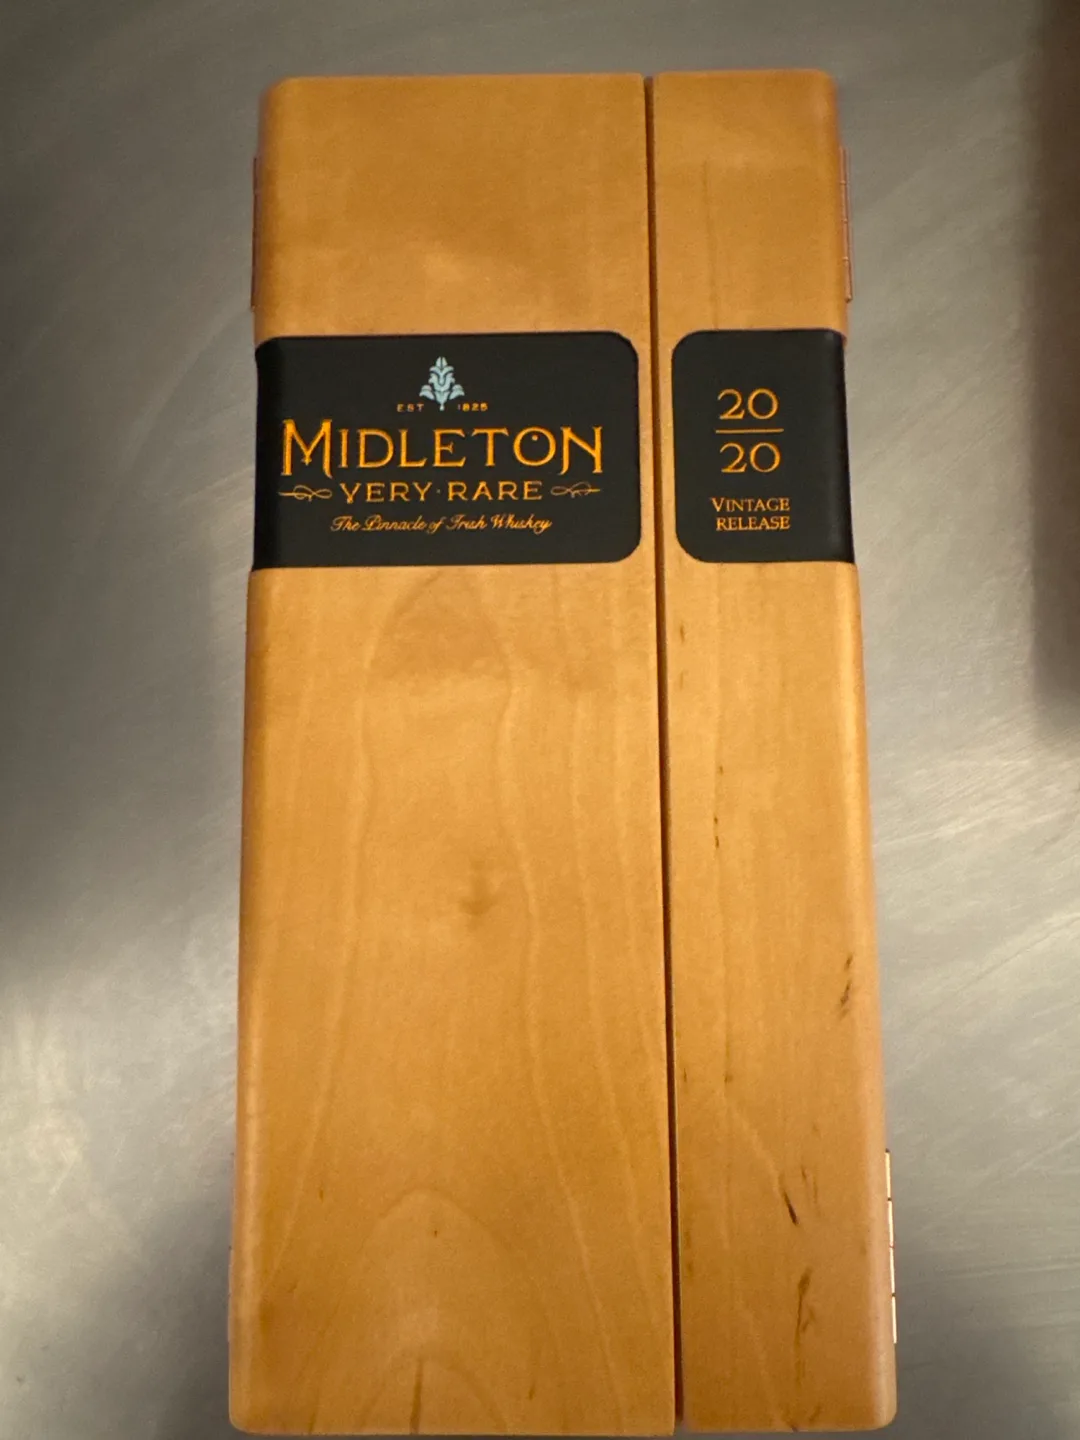 EST 1825
MIDLETON
VERY·RARE
The Pinnacle of Irish Whiskey
20
20
VINTAGE
RELEASE